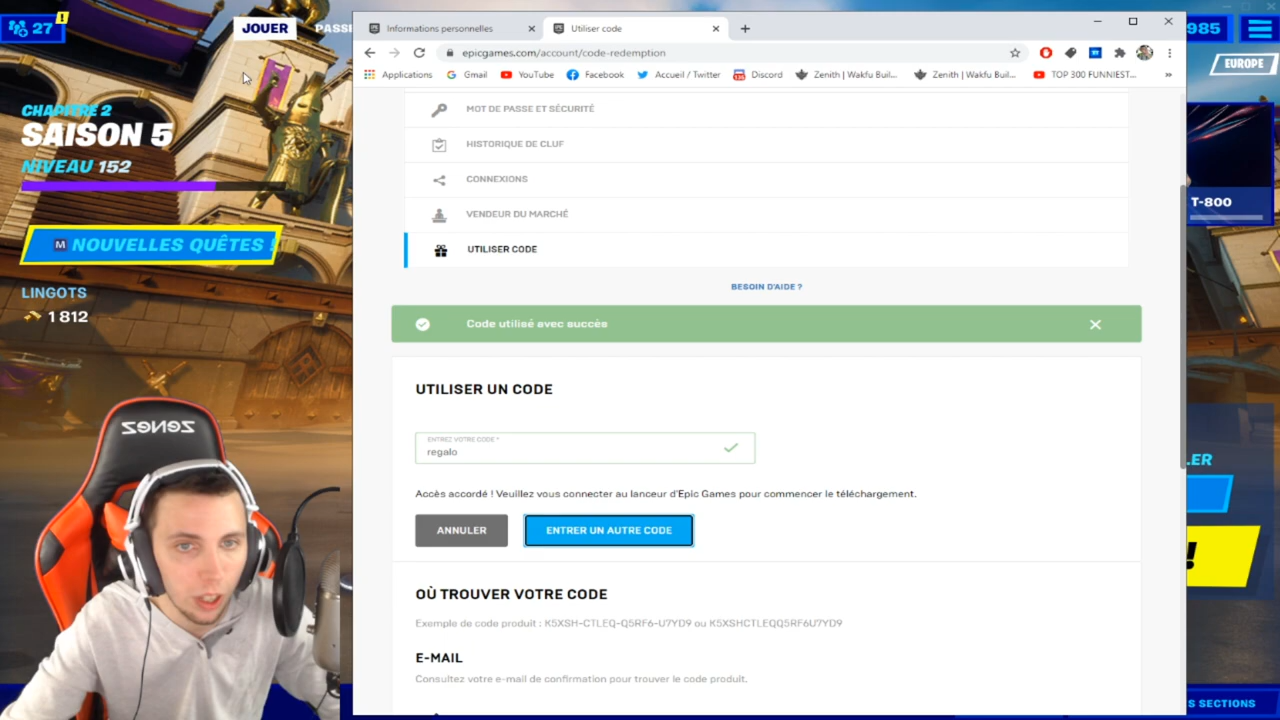 27
!
JOUER
PASSE
CHAPITRE 2
SAISON 5
NIVEAU 152
M NOUVELLES QUÊTES !
LINGOTS
1 812
zenez
Informations personnelles
Utiliser code
epicgames.com/account/code-redemption
Applications
Gmail
YouTube
Facebook
Accueil / Twitter
Discord
Zenith | Wakfu Buil...
Zenith | Wakfu Buil...
TOP 300 FUNNIEST...
»
MOT DE PASSE ET SÉCURITÉ
HISTORIQUE DE CLUF
CONNEXIONS
VENDEUR DU MARCHÉ
UTILISER CODE
BESOIN D'AIDE ?
Code utilisé avec succès
UTILISER UN CODE
ENTREZ VOTRE CODE *
regalo
Accès accordé ! Veuillez vous connecter au lanceur d'Epic Games pour commencer le téléchargement.
ANNULER
ENTRER UN AUTRE CODE
OÙ TROUVER VOTRE CODE
Exemple de code produit : K5XSH-CTLEQ-Q5RF6-U7YD9 ou K5XSHCTLEQQ5RF6U7YD9
E-MAIL
Consultez votre e-mail de confirmation pour trouver le code produit.
985
EUROPE
T-800
LER
!
S SECTIONS